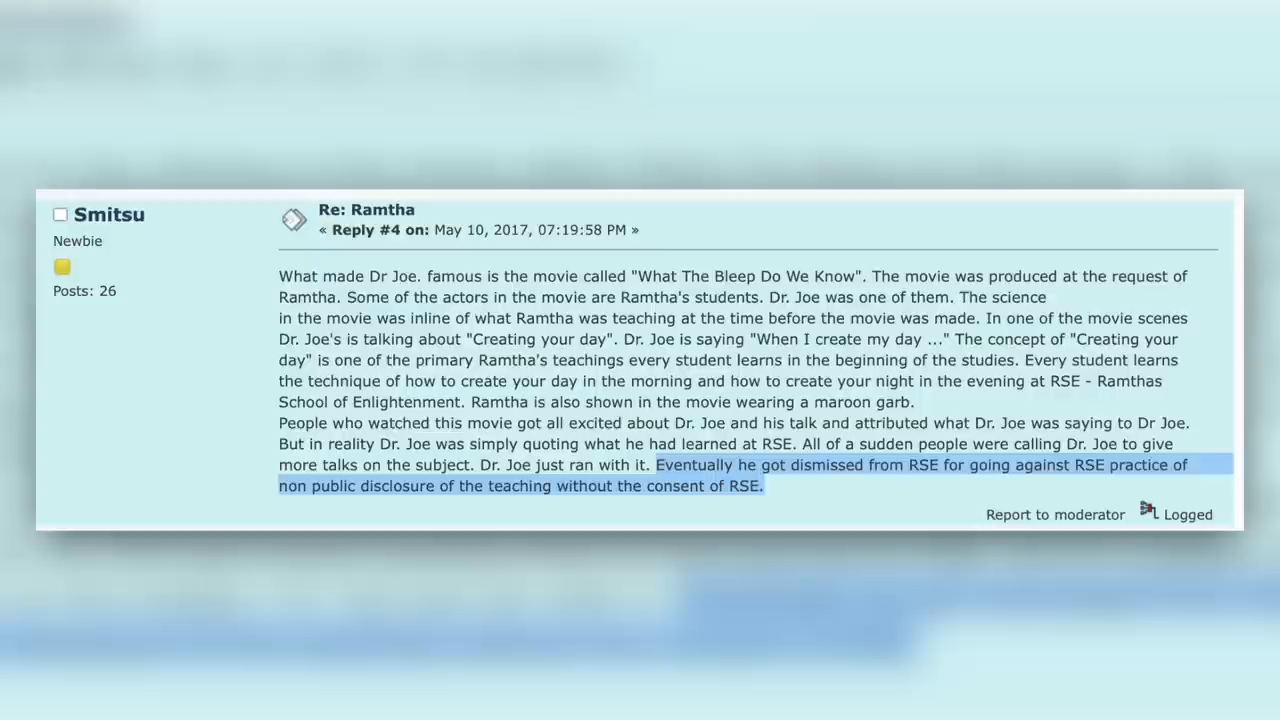 Smitsu
Newbie
Posts: 26
Re: Ramtha
« Reply #4 on: May 10, 2017, 07:19:58 PM »
What made Dr Joe. famous is the movie called "What The Bleep Do We Know". The movie was produced at the request of
Ramtha. Some of the actors in the movie are Ramtha's students. Dr. Joe was one of them. The science
in the movie was inline of what Ramtha was teaching at the time before the movie was made. In one of the movie scenes
Dr. Joe's is talking about "Creating your day". Dr. Joe is saying "When I create my day ..." The concept of "Creating your
day" is one of the primary Ramtha's teachings every student learns in the beginning of the studies. Every student learns
the technique of how to create your day in the morning and how to create your night in the evening at RSE - Ramthas
School of Enlightenment. Ramtha is also shown in the movie wearing a maroon garb.
People who watched this movie got all excited about Dr. Joe and his talk and attributed what Dr. Joe was saying to Dr Joe.
But in reality Dr. Joe was simply quoting what he had learned at RSE. All of a sudden people were calling Dr. Joe to give
more talks on the subject. Dr. Joe just ran with it. Eventually he got dismissed from RSE for going against RSE practice of
non public disclosure of the teaching without the consent of RSE.
Report to moderator Logged